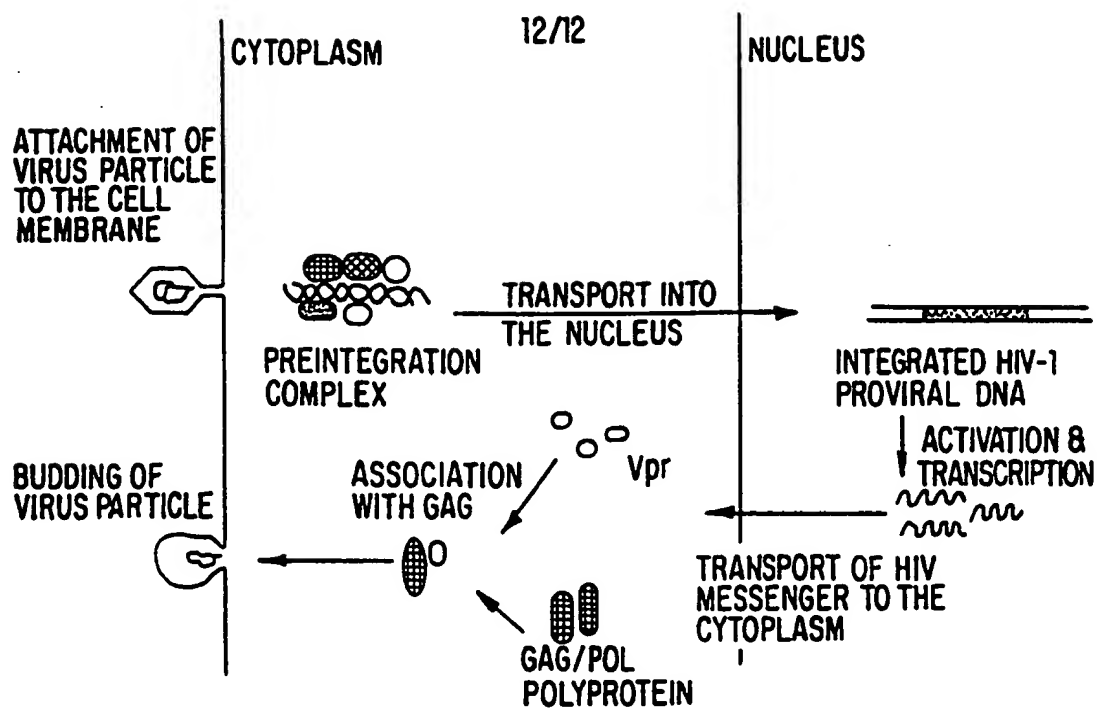 12/12
CYTOPLASM
NUCLEUS
ATTACHMENT OF
VIRUS PARTICLE
TO THE CELL
MEMBRANE
PREINTEGRATION
COMPLEX
TRANSPORT INTO
THE NUCLEUS
INTEGRATED HIV-1
PROVIRAL DNA
ACTIVATION &
TRANSCRIPTION
TRANSPORT OF HIV
MESSENGER TO THE
CYTOPLASM
Vpr
GAG/POL
POLYPROTEIN
ASSOCIATION
WITH GAG
BUDDING OF
VIRUS PARTICLE